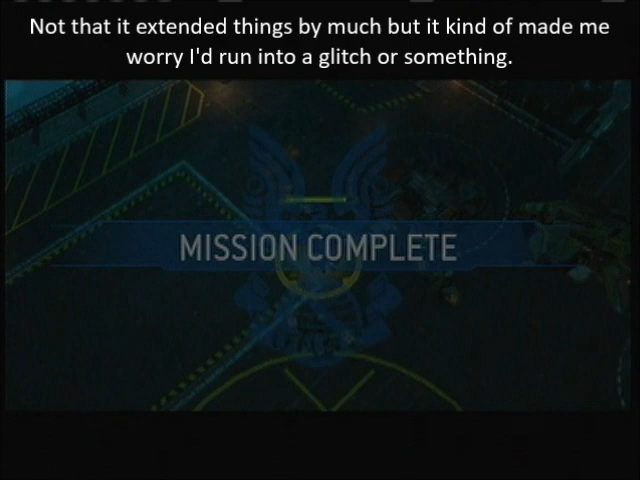 Not that it extended things by much but it kind of made me
worry I'd run into a glitch or something.
MISSION COMPLETE